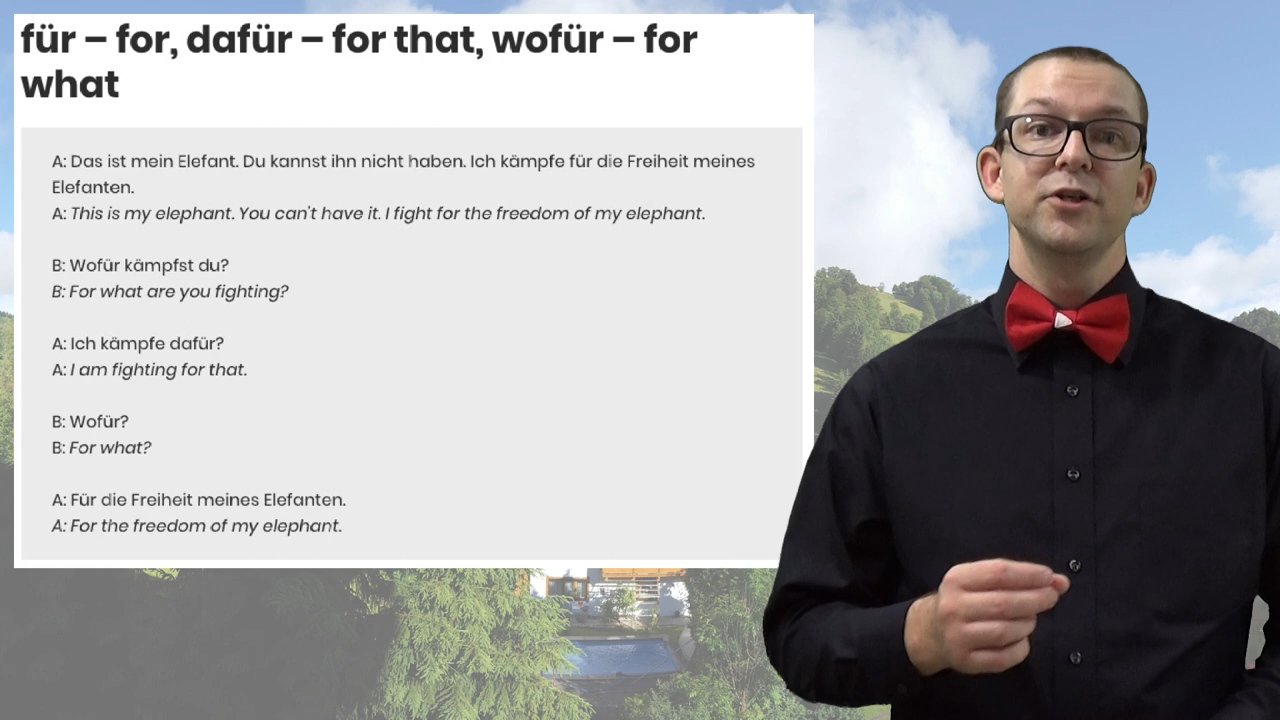 für – for, dafür – for that, wofür – for
what
A: Das ist mein Elefant. Du kannst ihn nicht haben. Ich kämpfe für die Freiheit meines
Elefanten.
A: This is my elephant. You can't have it. I fight for the freedom of my elephant.
B: Wofür kämpfst du?
B: For what are you fighting?
A: Ich kämpfe dafür?
A: I am fighting for that.
B: Wofür?
B: For what?
A: Für die Freiheit meines Elefanten.
A: For the freedom of my elephant.